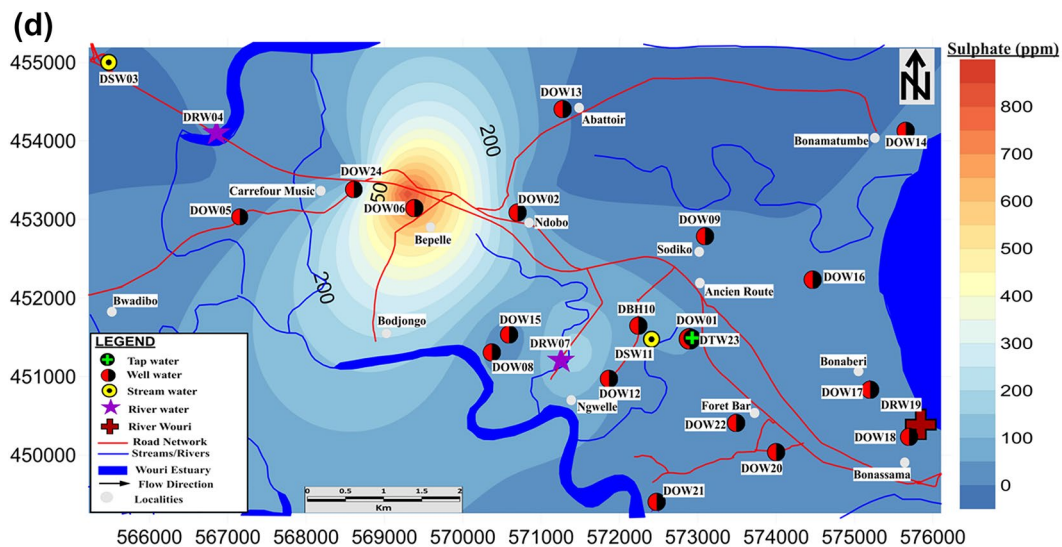 (d)
Sulphate (ppm)
455000
454000
453000
452000
451000
450000
566000
567000
568000
569000
570000
571000
572000
573000
574000
575000
576000
N
800
700
600
500
400
300
200
100
0
DSW03
DRW04
DOW13
Abattoir
Bonamatumbe
DOW14
200
DOW24
Carrefour Music
50
DOW05
DOW06
DOW02
Ndobo
Bepelle
DOW09
Sodiko
200
DOW16
Ancien Route
Bwadibo
Bodjongo
DOW15
DBH10
DOW01
DRW07
DTW23
DSW11
DOW08
Bonaberi
DOW12
DOW17
Ngwelle
Foret Bar
DRW19
DOW22
DOW18
DOW20
Bonassama
DOW21
LEGEND
Tap water
Well water
Stream water
River water
River Wouri
Road Network
Streams/Rivers
Wouri Estuary
Flow Direction
Localities
0 0.5 1 1.5 2
Km